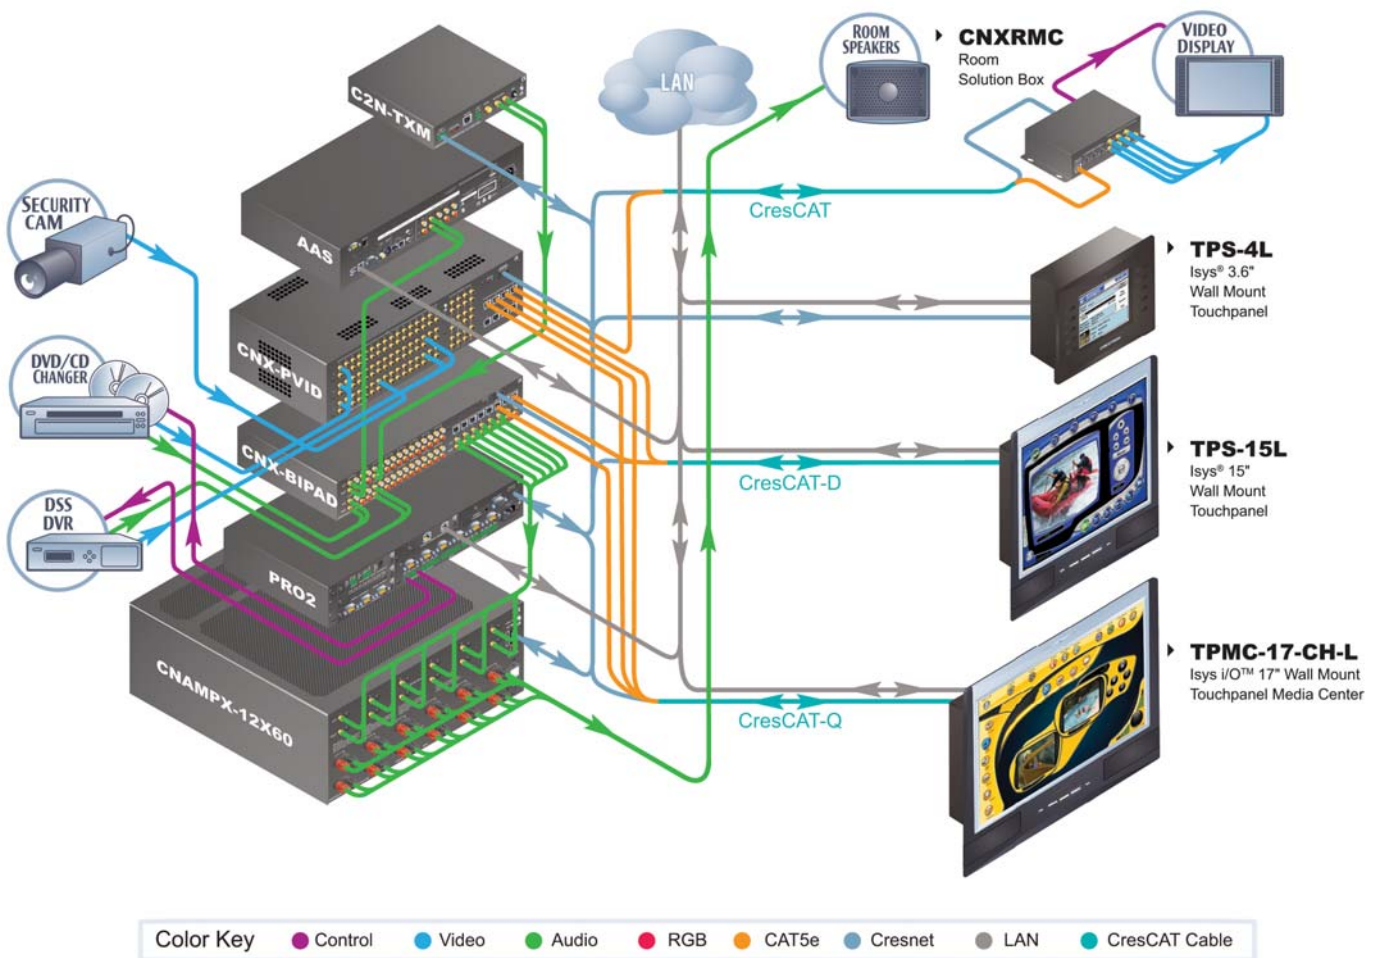 ROOM
SPEAKERS
CNXRMC
Room
Solution Box
VIDEO
DISPLAY
LAN
C2N-TXM
SECURITY
CAM
AAS
CresCAT
TPS-4L
Isys® 3.6"
Wall Mount
Touchpanel
DVD/CD
CHANGER
CNX-PVID
TPS-15L
Isys® 15"
Wall Mount
Touchpanel
CNX-BIPAD
CresCAT-D
DSS
DVR
PRO2
TPMC-17-CH-L
Isys i/O™ 17" Wall Mount
Touchpanel Media Center
CNAMPX-12X60
CresCAT-Q
Color Key Control Video Audio RGB CAT5e Cresnet LAN CresCAT Cable